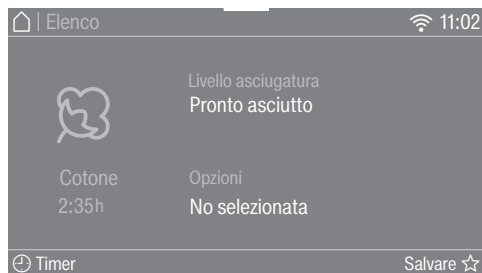 | Elenco 11:02
Livello asciugatura
Pronto asciutto
Cotone
2:35h
Opzioni
No selezionata
Timer Salvare